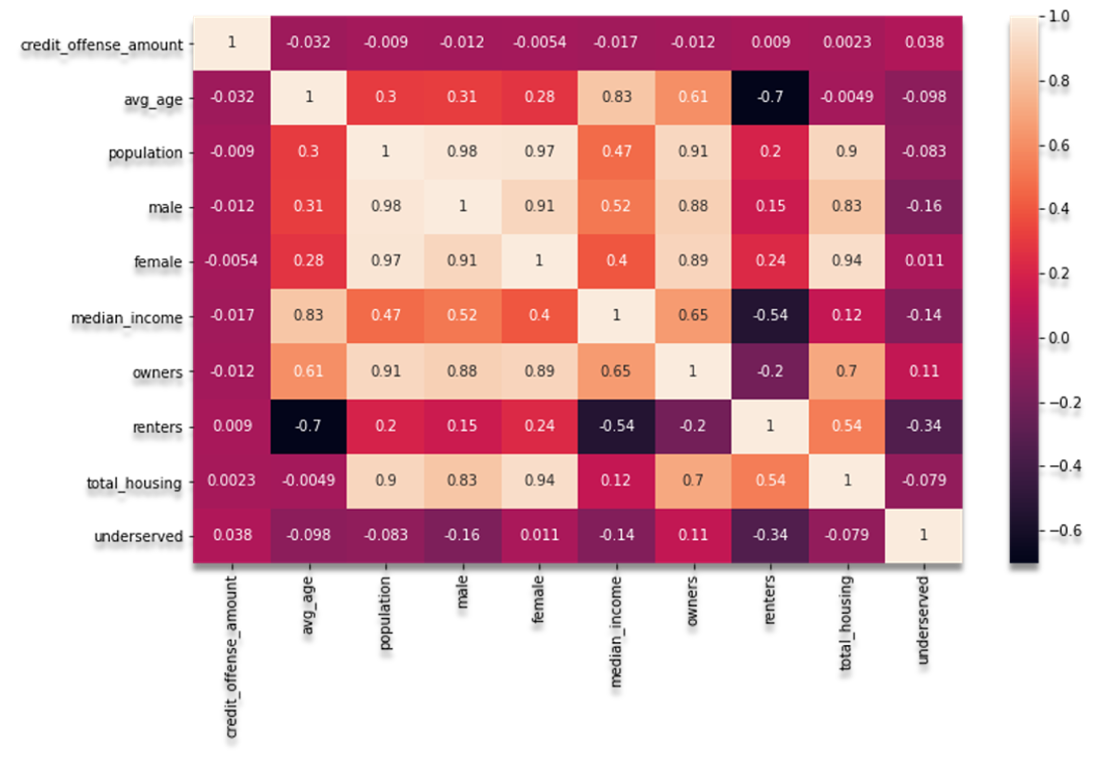 credit_offense_amount 1 -0.032 -0.009 -0.012 -0.0054 -0.017 -0.012 0.009 0.0023 0.038
avg_age -0.032 1 0.3 0.31 0.28 0.83 0.61 -0.7 -0.0049 -0.098
population -0.009 0.3 1 0.98 0.97 0.47 0.91 0.2 0.9 -0.083
male -0.012 0.31 0.98 1 0.91 0.52 0.88 0.15 0.83 -0.16
female -0.0054 0.28 0.97 0.91 1 0.4 0.89 0.24 0.94 0.011
median_income -0.017 0.83 0.47 0.52 0.4 1 0.65 -0.54 0.12 -0.14
owners -0.012 0.61 0.91 0.88 0.89 0.65 1 -0.2 0.7 0.11
renters 0.009 -0.7 0.2 0.15 0.24 -0.54 -0.2 1 0.54 -0.34
total_housing 0.0023 -0.0049 0.9 0.83 0.94 0.12 0.7 0.54 1 -0.079
underserved 0.038 -0.098 -0.083 -0.16 0.011 -0.14 0.11 -0.34 -0.079 1
credit_offense_amount
avg_age
population
male
female
median_income
owners
renters
total_housing
underserved
1.0
0.8
0.6
0.4
0.2
0.0
−0.2
−0.4
−0.6